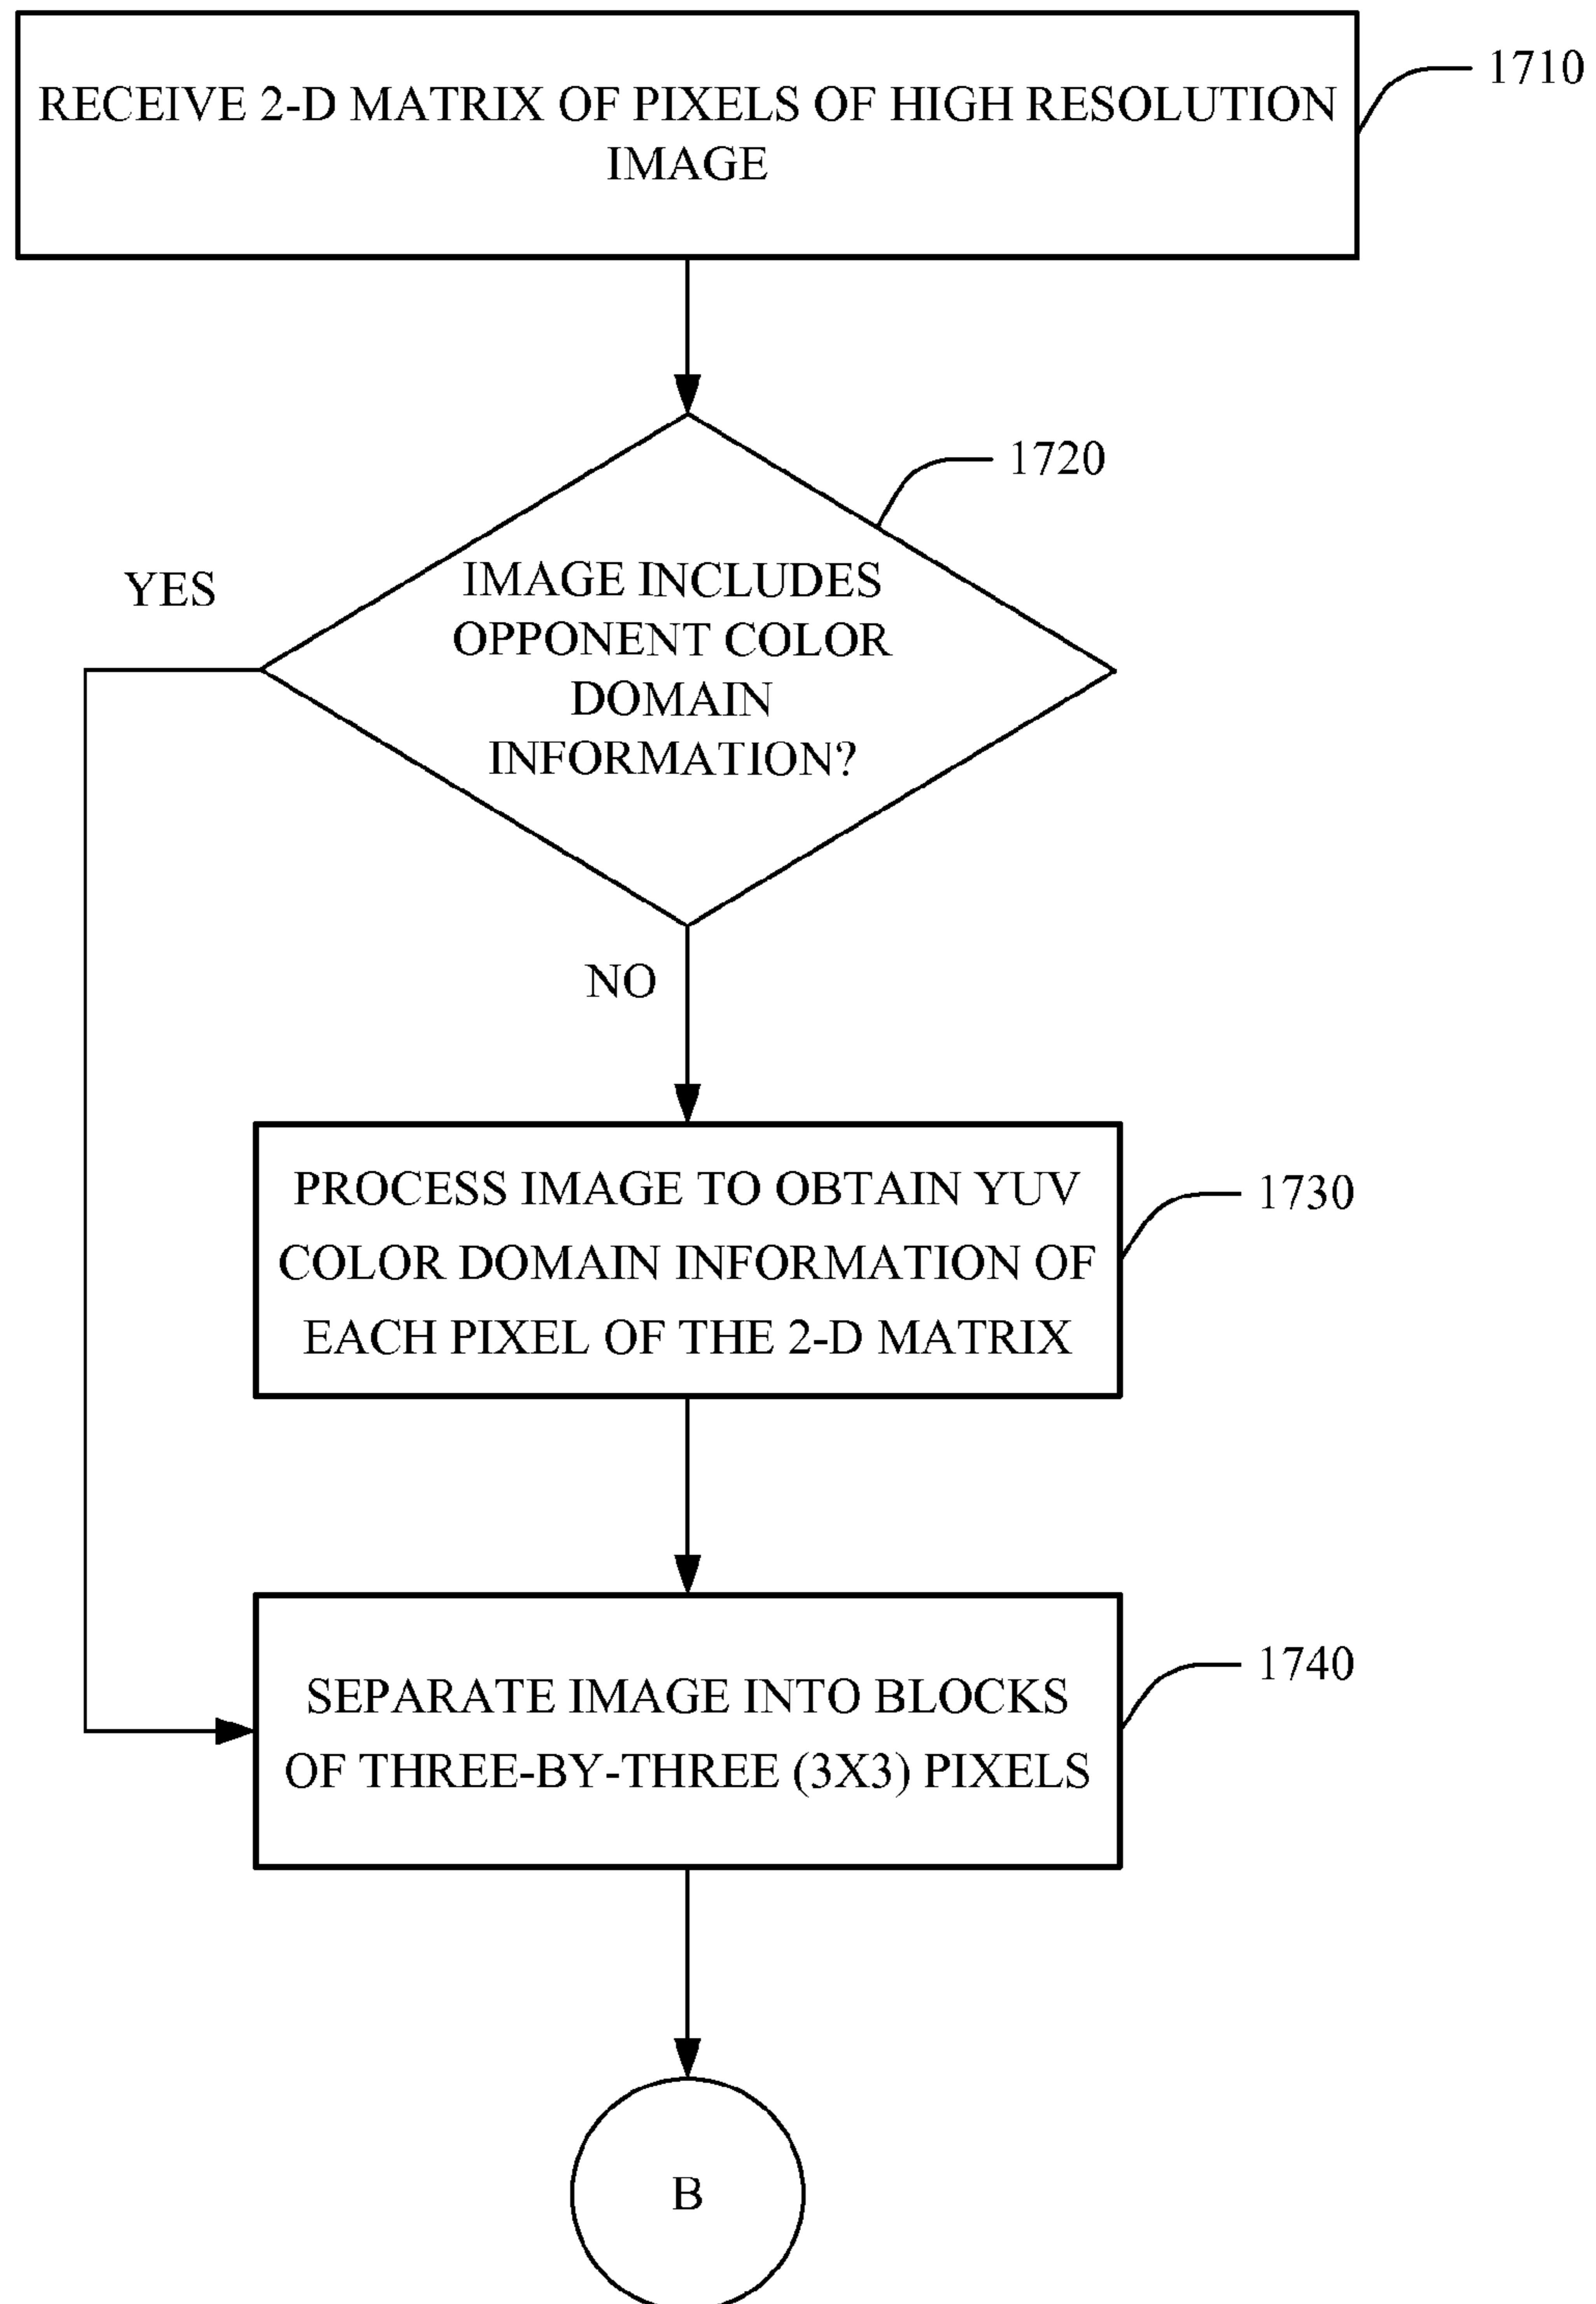 RECEIVE 2-D MATRIX OF PIXELS OF HIGH RESOLUTION
IMAGE
1710
1720
IMAGE INCLUDES
OPPONENT COLOR
DOMAIN
INFORMATION?
YES
NO
PROCESS IMAGE TO OBTAIN YUV
COLOR DOMAIN INFORMATION OF
EACH PIXEL OF THE 2-D MATRIX
1730
SEPARATE IMAGE INTO BLOCKS
OF THREE-BY-THREE (3X3) PIXELS
1740
B